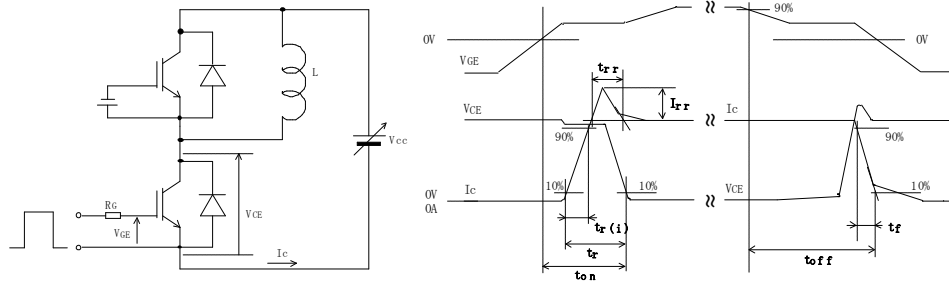 L
Vcc
RG
VGE
VCE
Ic
0V
VGE
90%
0V
trr
Irr
VCE
Ic
90%
90%
Ic
10%
10%
VCE
10%
0V
0A
tr(i)
tr
ton
tf
toff